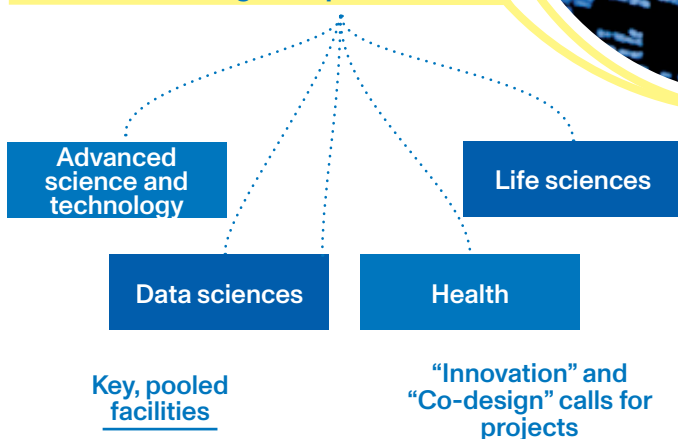 Advanced
science and
technology
Life sciences
Data sciences
Health
Key, pooled
facilities
“Innovation” and
“Co-design” calls for
projects